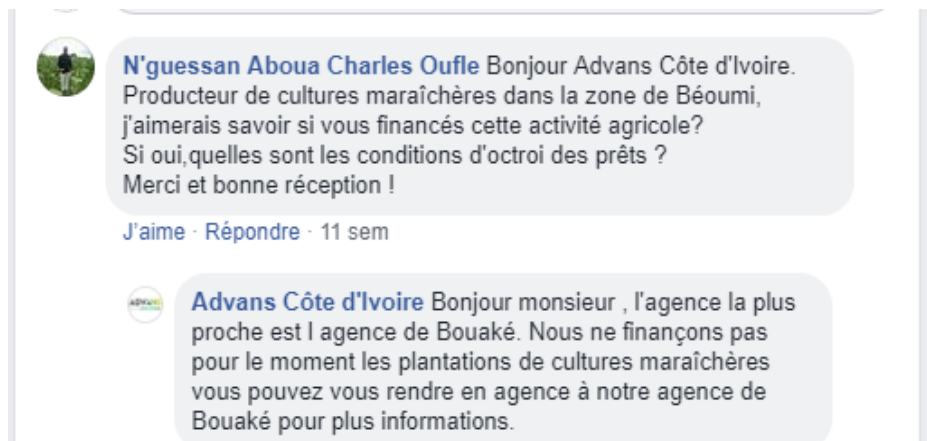 N'guessan Aboua Charles Oufle Bonjour Advans Côte d'Ivoire.
Producteur de cultures maraîchères dans la zone de Béoumi,
j'aimerais savoir si vous financés cette activité agricole?
Si oui,quelles sont les conditions d'octroi des prêts ?
Merci et bonne réception !
J'aime · Répondre · 11 sem
ADVANS
Advans Côte d'Ivoire Bonjour monsieur , l'agence la plus
proche est l agence de Bouaké. Nous ne finançons pas
pour le moment les plantations de cultures maraîchères
vous pouvez vous rendre en agence à notre agence de
Bouaké pour plus informations.